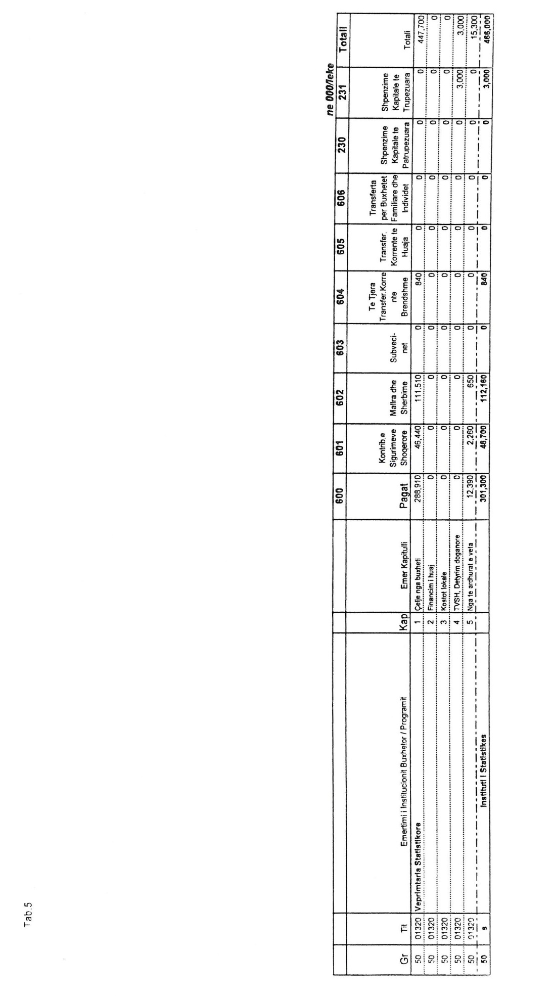 Tab.5
ne 000/leke
600 601 602 603 604 605 606 230 231 Totali
Gr Tit Emertimi i Institucionit Buxhetor / Programit Kap Emer Kapitulli Pagat Kontrib.e Sigurimeve Shoqerore Mallra dhe Sherbime Subveci-net Te Tjera Transfer.Korrente Brendshme Transfer. Korrente te Huaja Transferta per Buxhetet Familiare dhe Individet Shpenzime Kapitale te Patrupezuara Shpenzime Kapitale te Trupezuara Totali
50 01320 Veprimtaria Statistikore 1 Çelje nga buxheti 288,910 46,440 111,510 0 840 0 0 0 0 447,700
50 01320 2 Financim i huaj 0 0 0 0 0 0 0 0 0 0
50 01320 3 Kostot lokale 0 0 0 0 0 0 0 0 0 0
50 01320 4 TVSH, Detyrim doganore 0 0 0 0 0 0 0 0 3,000 3,000
50 01320 5 Nga te ardhurat e veta 12,390 2,260 650 0 0 0 0 0 0 15,300
50 s Instituti i Statistikes 301,300 48,700 112,160 0 840 0 0 0 3,000 466,000